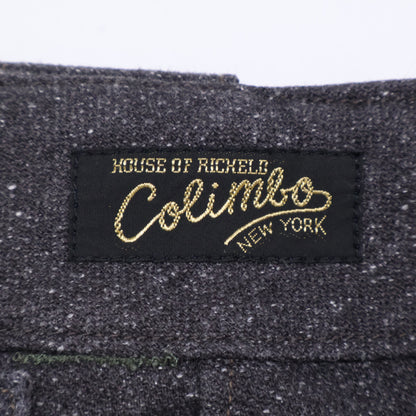 HOUSE OF RICHELD
Colimbo
NEW YORK